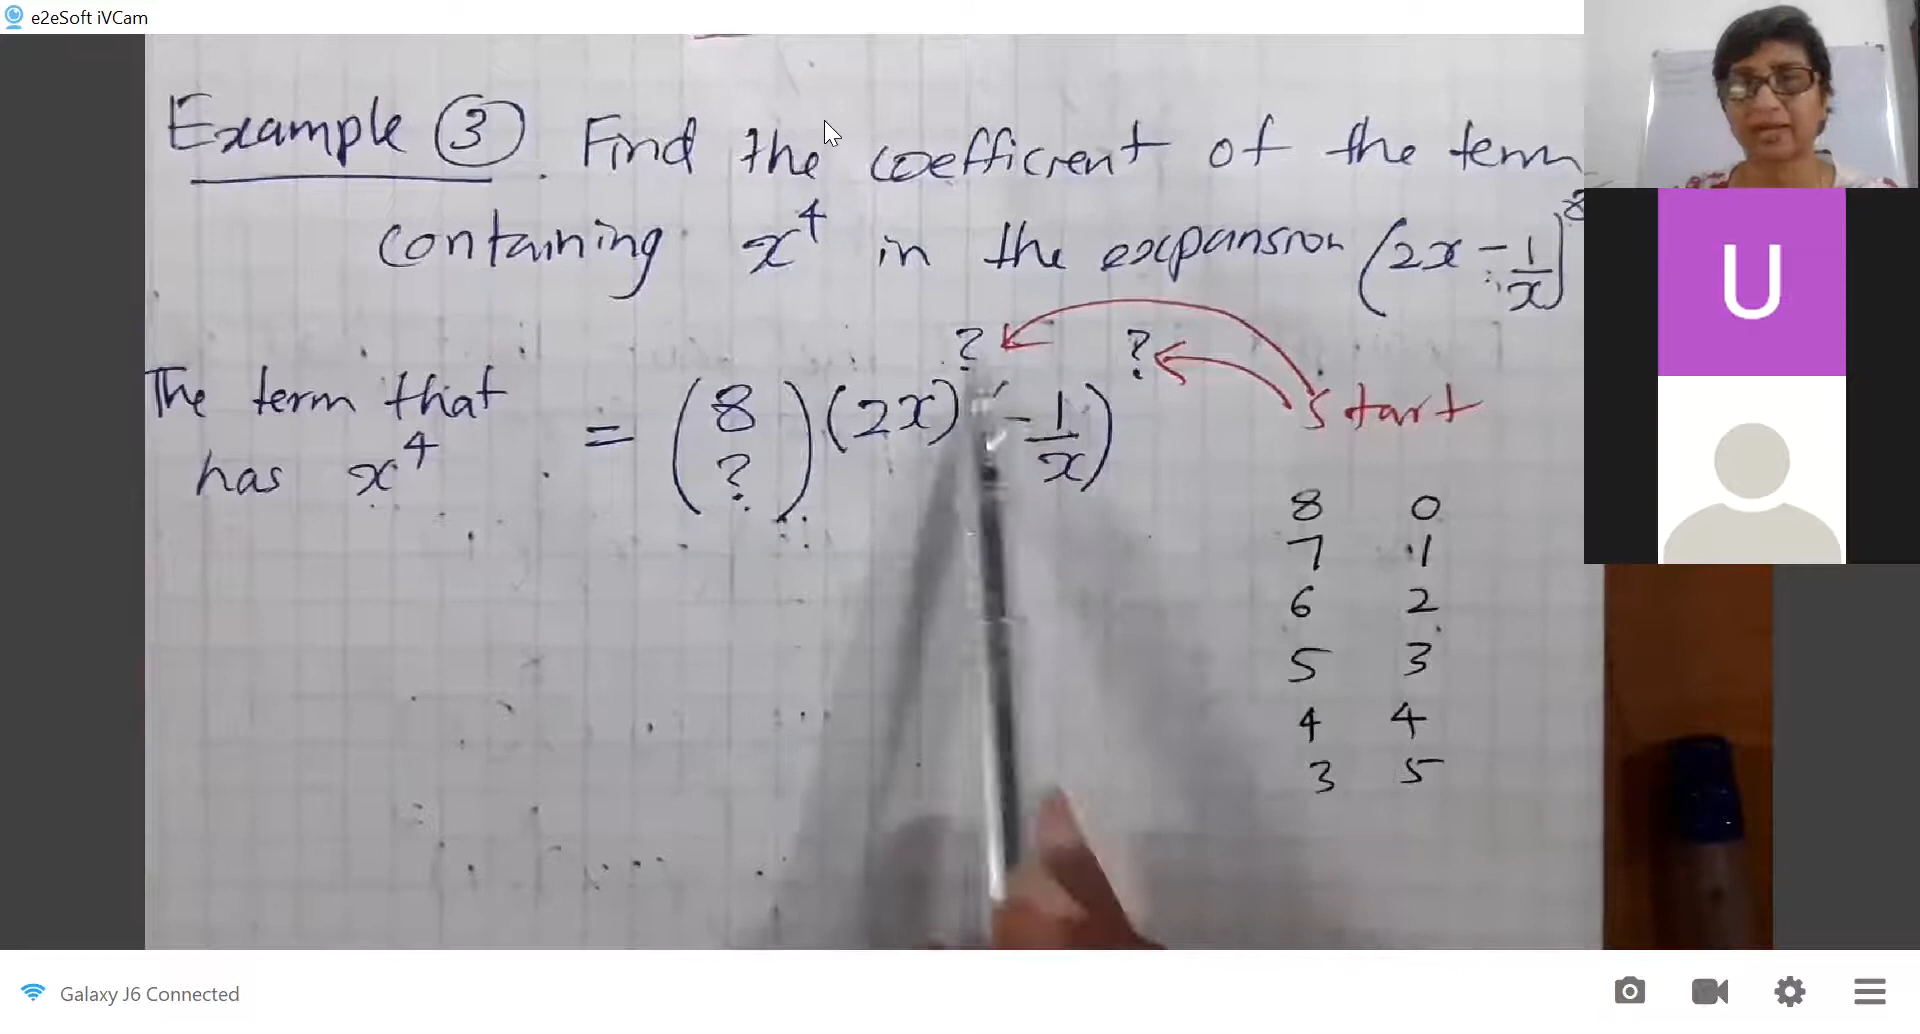 e2eSoft iVCam
Example ③. Find the coefficient of the term
containing x⁴ in the expansion (2x - 1/x)⁸
The term that has x⁴ = (8 ?) (2x)^? (-1/x)^?
Start
8 0
7 1
6 2
5 3
4 4
3 5
U
Galaxy J6 Connected